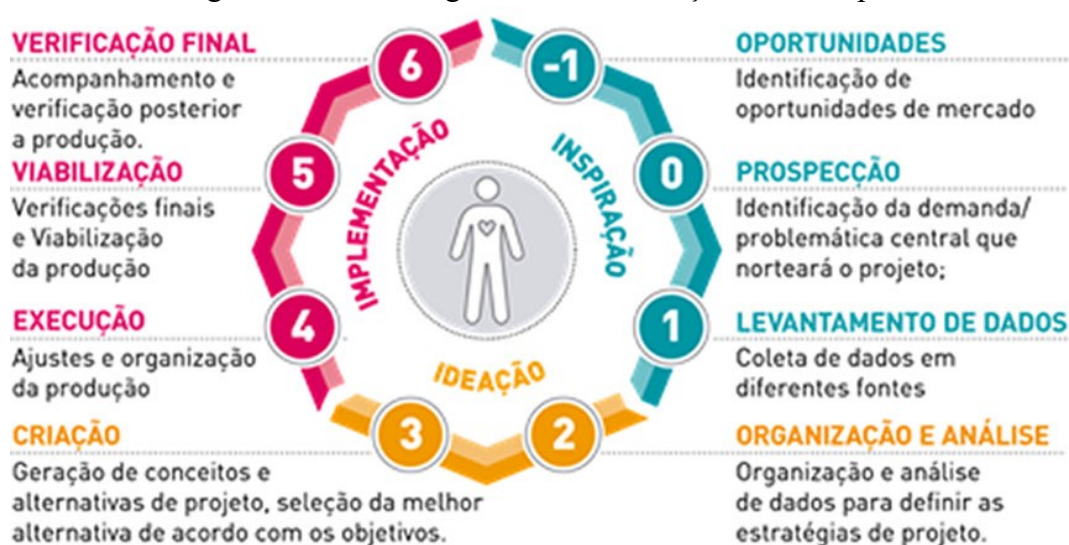 VERIFICAÇÃO FINAL
Acompanhamento e
verificação posterior
a produção.
VIABILIZAÇÃO
Verificações finais
e Viabilização
da produção
EXECUÇÃO
Ajustes e organização
da produção
CRIAÇÃO
Geração de conceitos e
alternativas de projeto, seleção da melhor
alternativa de acordo com os objetivos.
6
5
4
3
IMPLEMENTAÇÃO
IDEAÇÃO
INSPIRAÇÃO
-1
0
1
2
OPORTUNIDADES
Identificação de
oportunidades de mercado
PROSPECÇÃO
Identificação da demanda/
problemática central que
norteará o projeto;
LEVANTAMENTO DE DADOS
Coleta de dados em
diferentes fontes
ORGANIZAÇÃO E ANÁLISE
Organização e análise
de dados para definir as
estratégias de projeto.